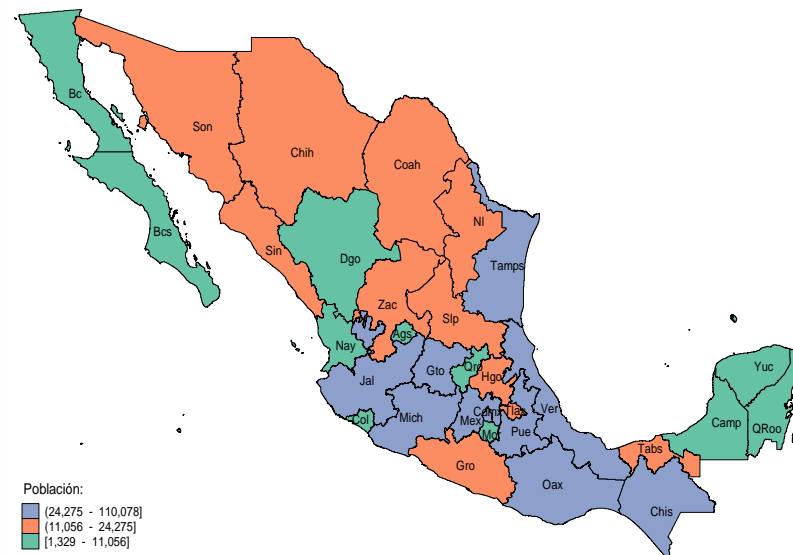 Bc
Son
Chih
Coah
Bcs
Nl
Sin
Dgo
Tamps
Zac
Slp
Nay
Ags
Yuc
Jal
Gto
Qro
Hgo
Col
Mich
Mex
Cdmx
Tlax
Ver
Mor
Pue
Camp
QRoo
Gro
Tabs
Oax
Chis
Población:
(24,275 - 110,078]
(11,056 - 24,275]
[1,329 - 11,056]